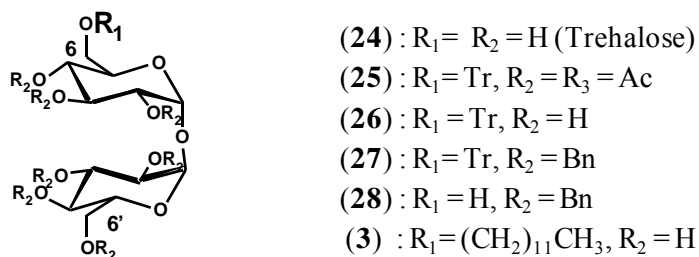 OR₁
6
R₂O
O
R₂O
OR₂
O
R₂O
OR₂
R₂O
O
6'
OR₂
(24) : R₁ = R₂ = H (Trehalose)
(25) : R₁ = Tr, R₂ = R₃ = Ac
(26) : R₁ = Tr, R₂ = H
(27) : R₁ = Tr, R₂ = Bn
(28) : R₁ = H, R₂ = Bn
(3) : R₁ = (CH₂)₁₁CH₃, R₂ = H